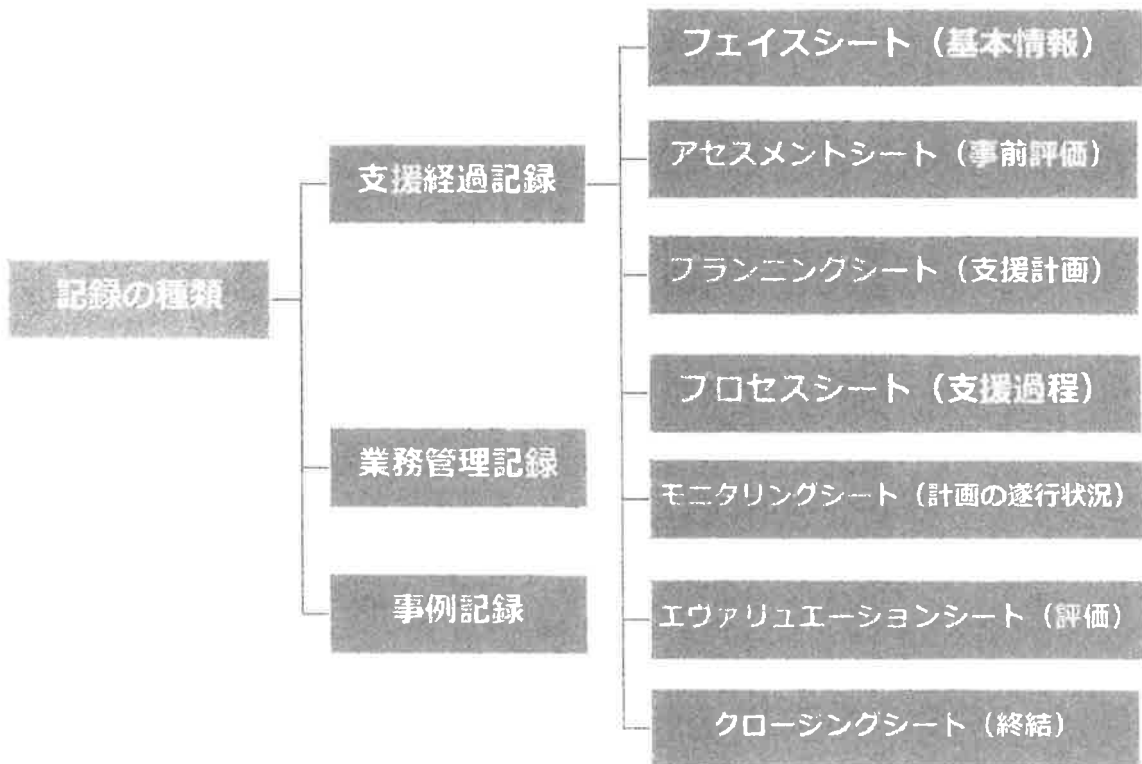 記録の種類
支援経過記録
業務管理記録
事例記録
フェイスシート（基本情報）
アセスメントシート（事前評価）
プランニングシート（支援計画）
プロセスシート（支援過程）
モニタリングシート（計画の遂行状況）
エヴァリュエーションシート（評価）
クロージングシート（終結）